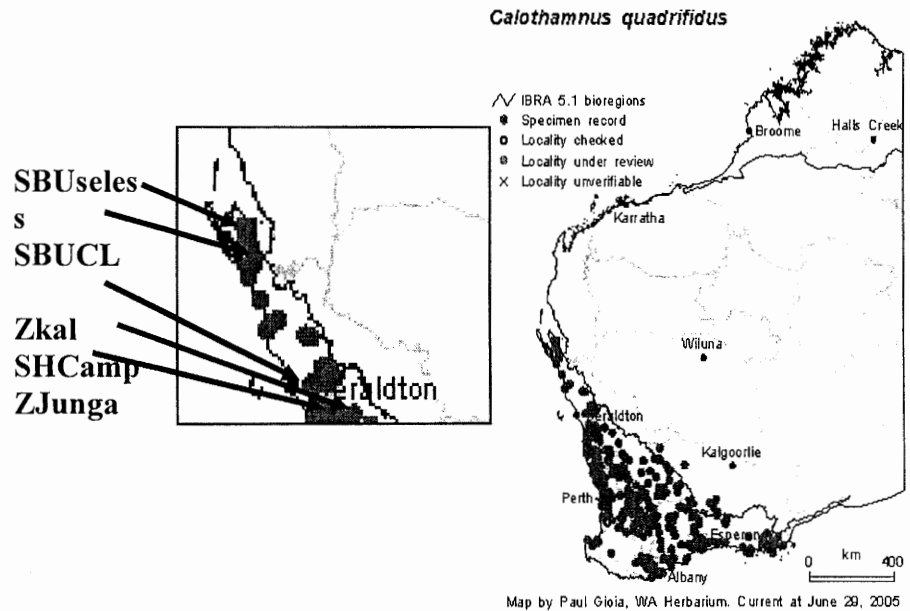 Calothamnus quadrifidus
IBRA 5.1 bioregions
Specimen record
Locality checked
Locality under review
Locality unverifiable
Broome
Halls Creek
Karratha
Wiluna
eraldton
Kalgoorlie
Perth
Esperan
Albany
0 km 400
SBUseles
s
SBUCL
Zkal
SHCamp
ZJunga
eraldton
Map by Paul Gioia, WA Herbarium. Current at June 29, 2005